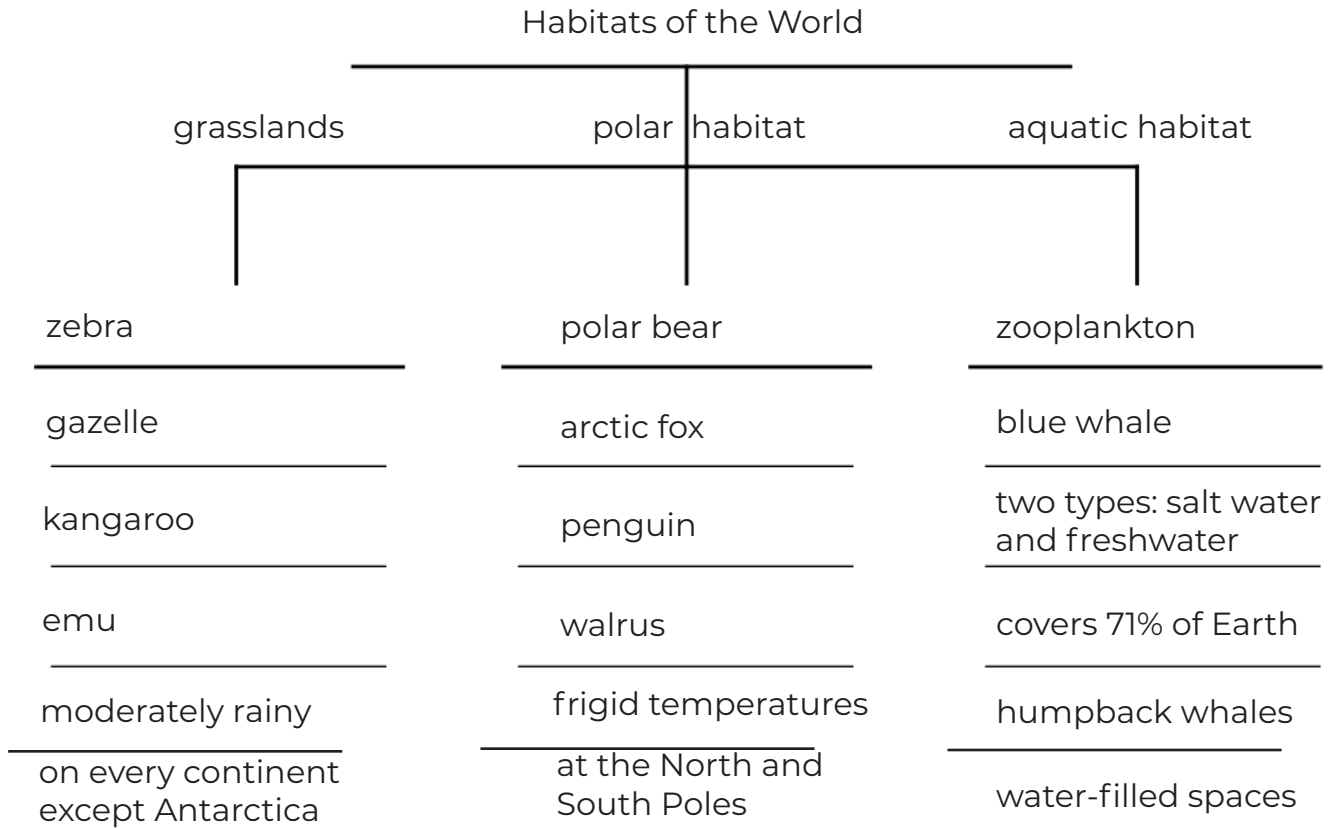 Habitats of the World
grasslands
polar habitat
aquatic habitat
zebra
gazelle
kangaroo
emu
moderately rainy
on every continent
except Antarctica
polar bear
arctic fox
penguin
walrus
frigid temperatures
at the North and
South Poles
zooplankton
blue whale
two types: salt water
and freshwater
covers 71% of Earth
humpback whales
water-filled spaces